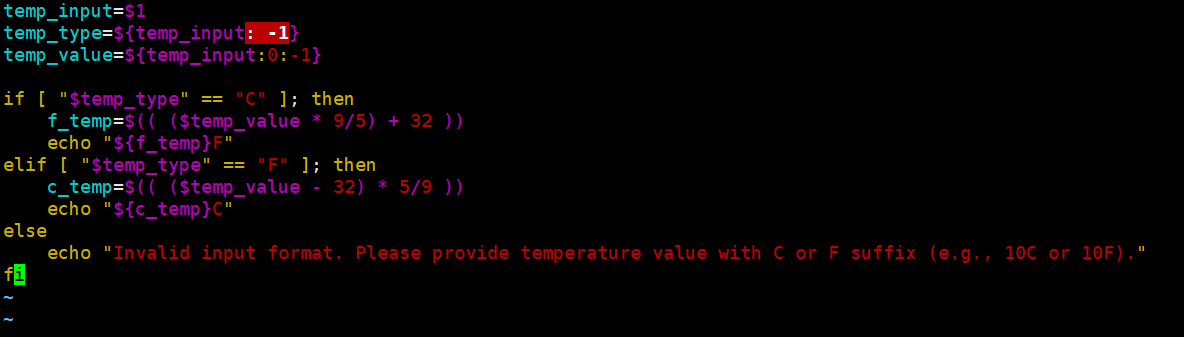 temp_input=$1
temp_type=${temp_input: -1}
temp_value=${temp_input:0:-1}

if [ "$temp_type" == "C" ]; then
    f_temp=$(( ($temp_value * 9/5) + 32 ))
    echo "${f_temp}F"
elif [ "$temp_type" == "F" ]; then
    c_temp=$(( ($temp_value - 32) * 5/9 ))
    echo "${c_temp}C"
else
    echo "Invalid input format. Please provide temperature value with C or F suffix (e.g., 10C or 10F)."
fi
~
~